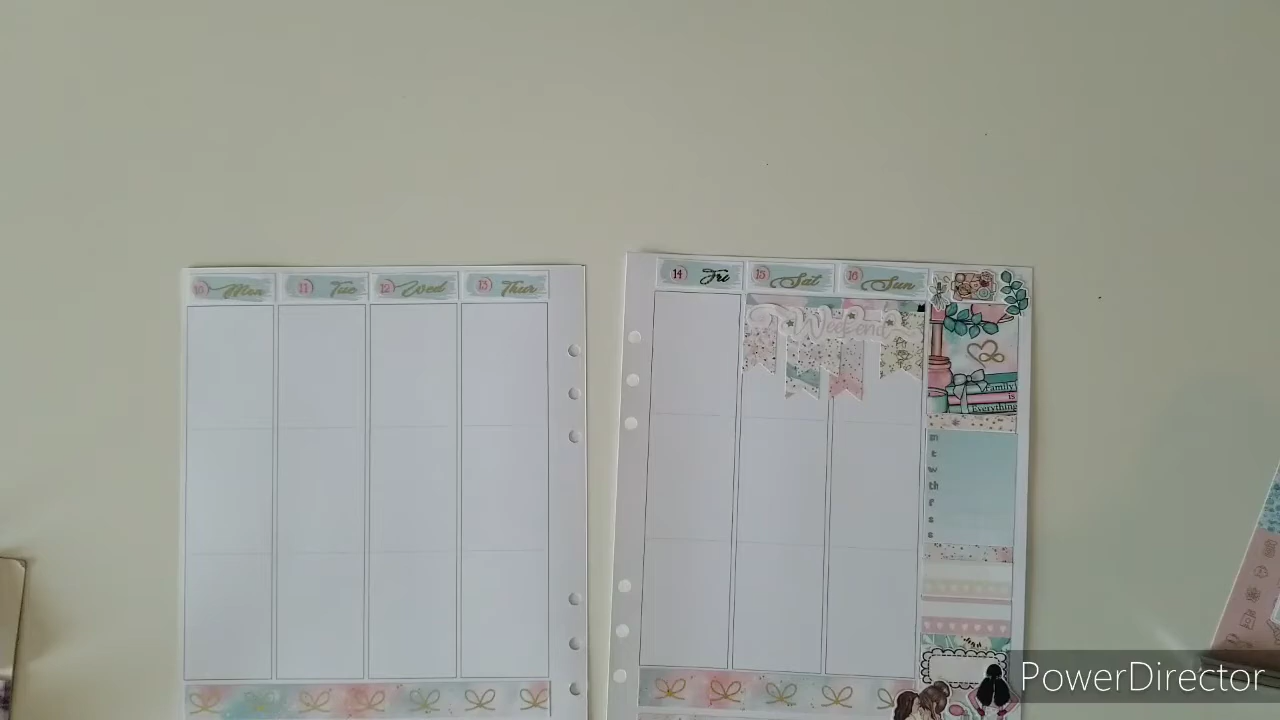 10 Mon
11 Tue
12 Wed
13 Thur
14 Fri
15 Sat
16 Sun
Weekend
Family
is
Everything
m
t
w
th
f
s
s
PowerDirector